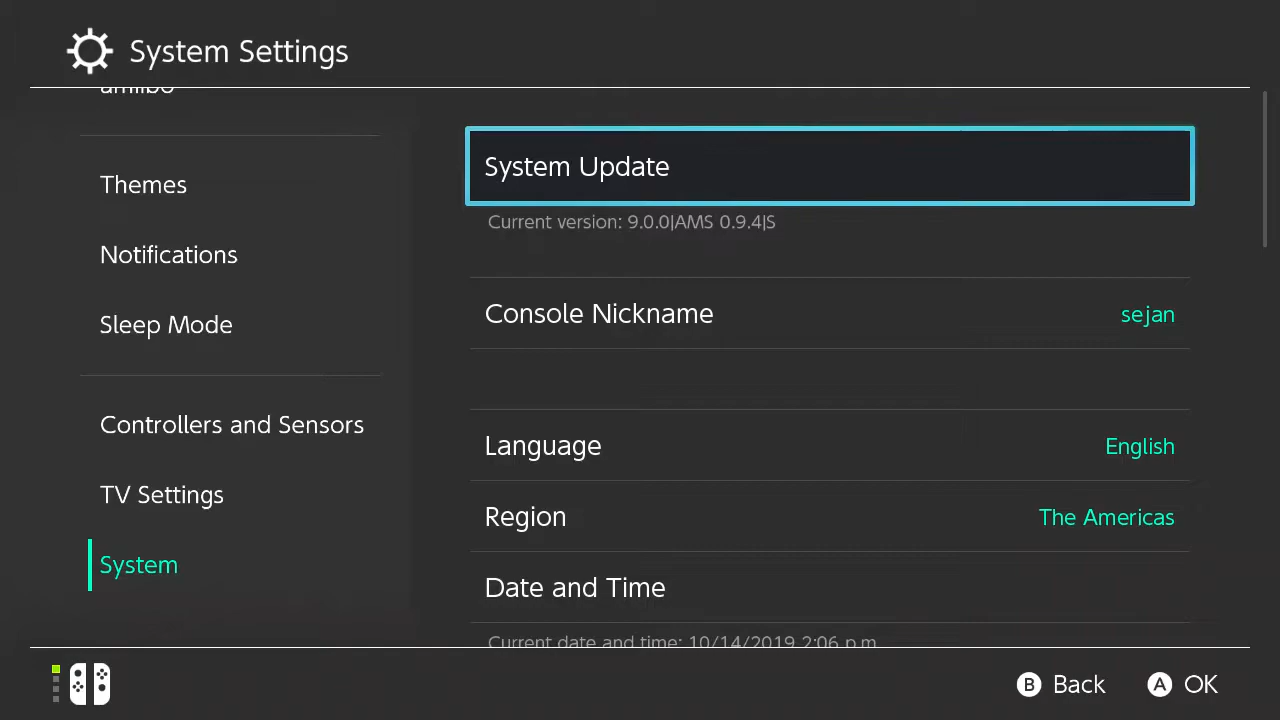 System Settings
amiibo
Themes
Notifications
Sleep Mode
Controllers and Sensors
TV Settings
System
System Update
Current version: 9.0.0|AMS 0.9.4|S
Console Nickname sejan
Language English
Region The Americas
Date and Time
Current date and time: 10/14/2019 2:06 p.m.
B Back A OK